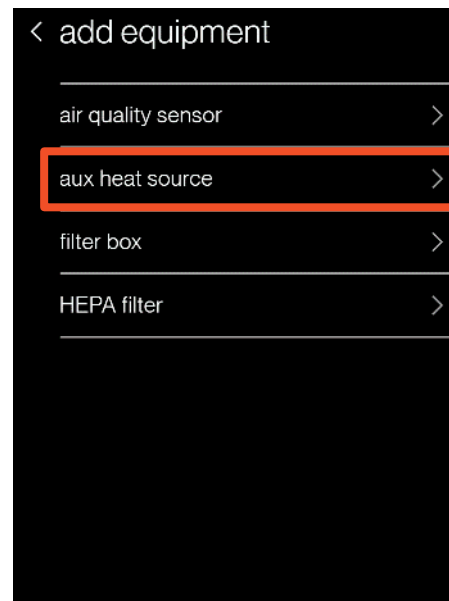 add equipment
air quality sensor
aux heat source
filter box
HEPA filter